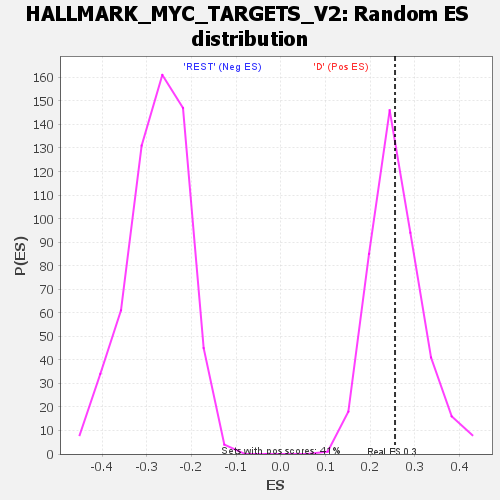 HALLMARK_MYC_TARGETS_V2: Random ES
distribution
'REST' (Neg ES) 'D' (Pos ES)
160
150
140
130
120
110
100
90
80
70
60
50
40
30
20
10
0
P(ES)
Sets with pos scores: 41% Real ES 0.3
-0.4 -0.3 -0.2 -0.1 0.0 0.1 0.2 0.3 0.4
ES